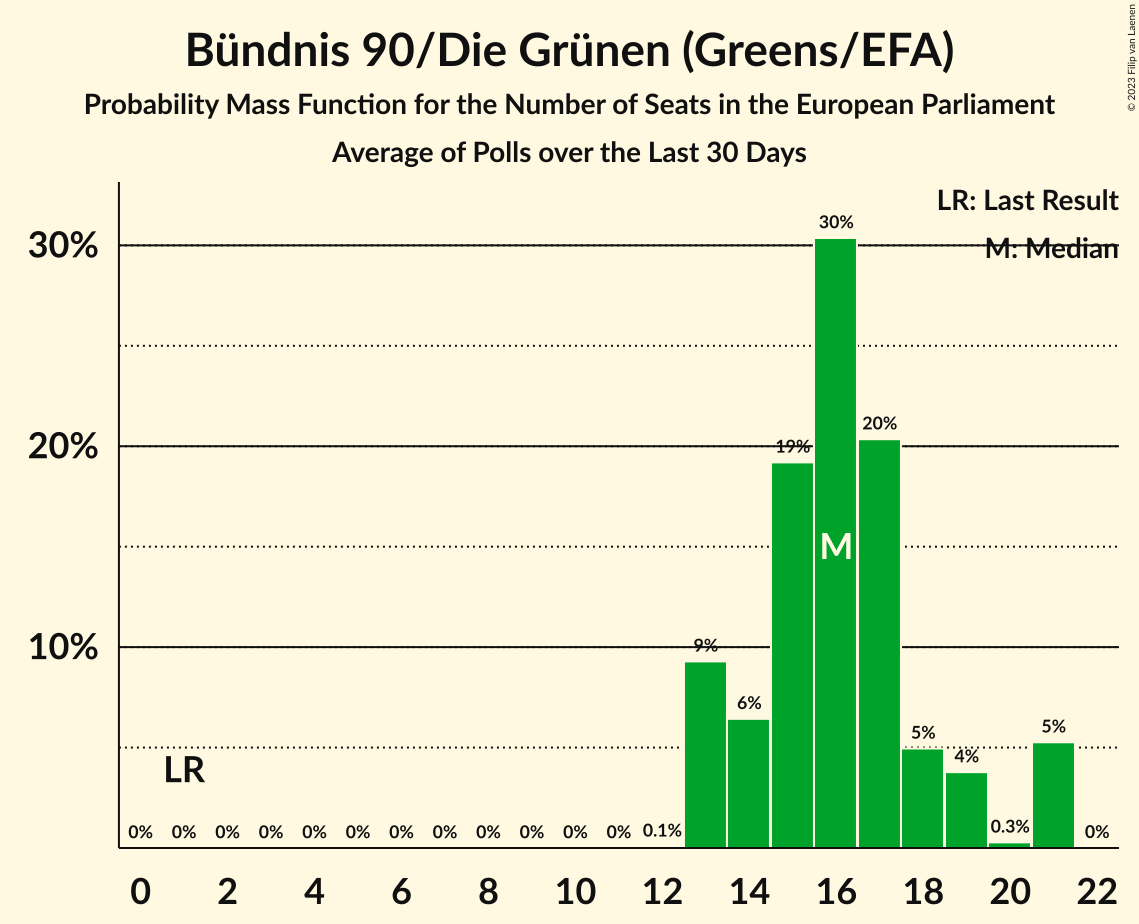 Bündnis 90/Die Grünen (Greens/EFA)
Probability Mass Function for the Number of Seats in the European Parliament
Average of Polls over the Last 30 Days
© 2023 Filip van Laenen
LR: Last Result
M: Median
30%
20%
10%
30%
20%
19%
M
9%
6%
5%
4%
5%
LR
0% 0% 0% 0% 0% 0% 0% 0% 0% 0% 0% 0% 0.1% 0.3% 0%
0 2 4 6 8 10 12 14 16 18 20 22